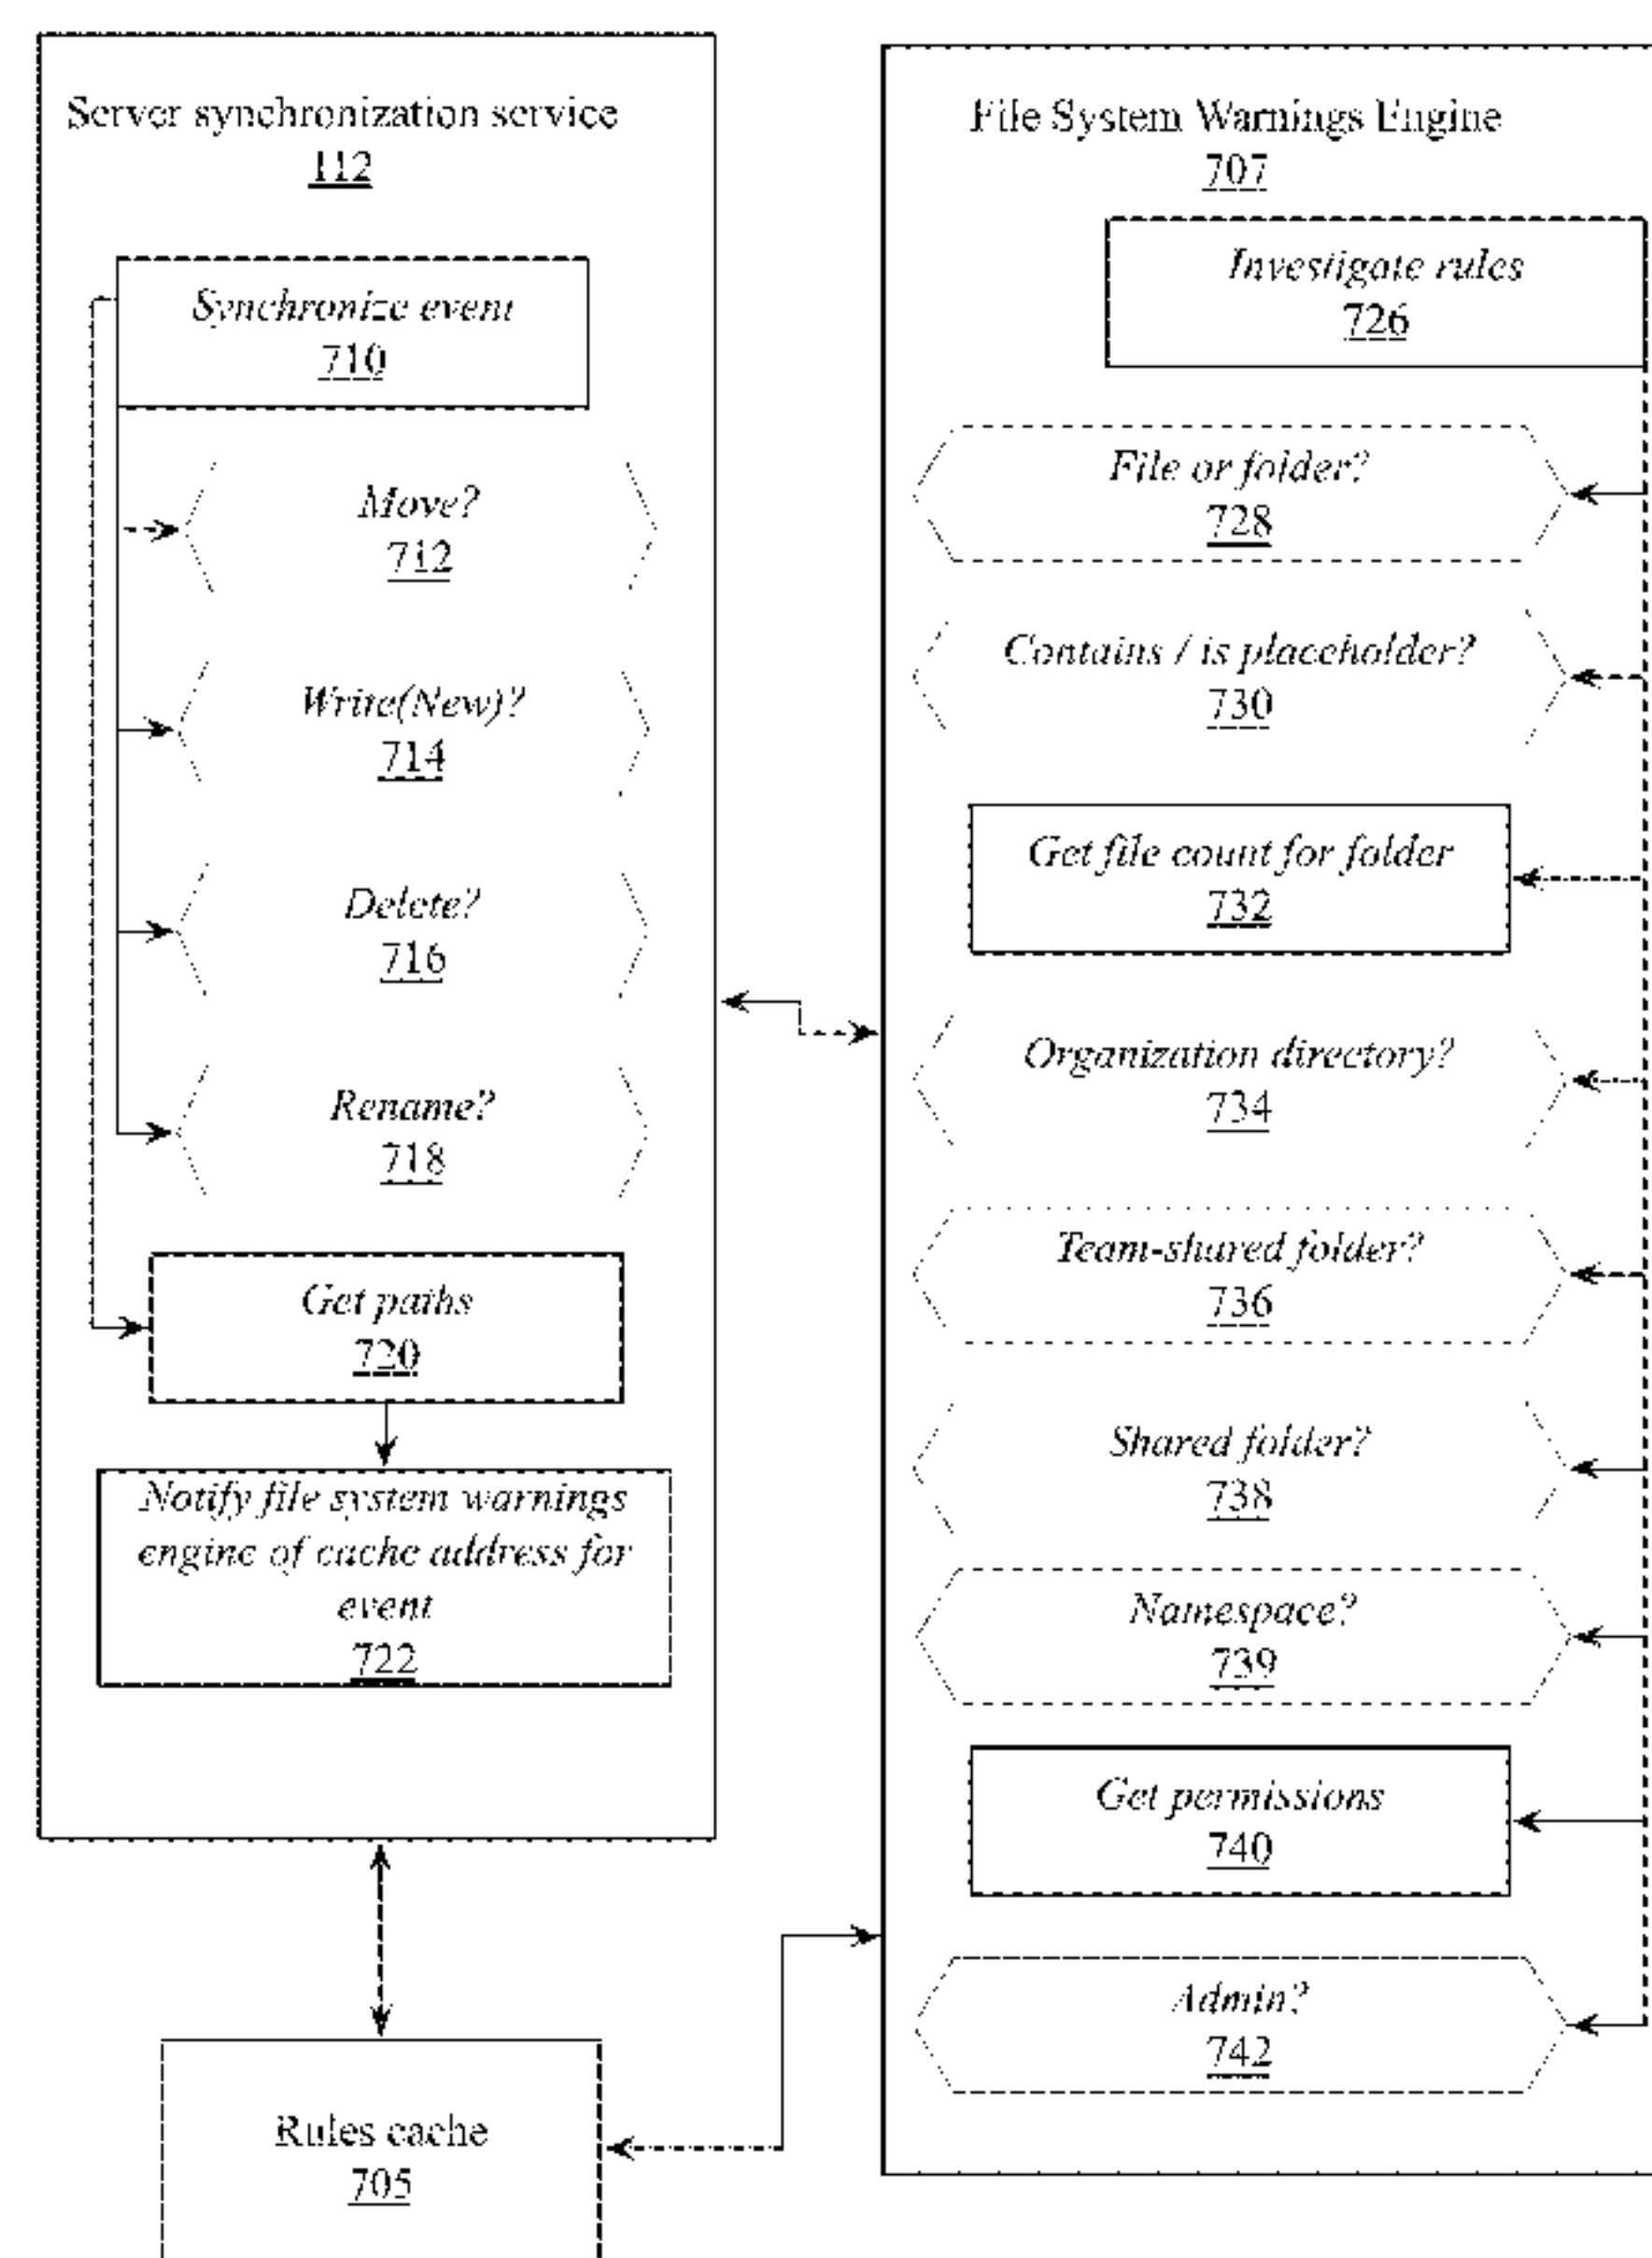 Server synchronization service
112
Synchronize event
710
Move?
712
Write(New)?
714
Delete?
716
Rename?
718
Get paths
720
Notify file system warnings
engine of cache address for
event
722
Rules cache
705
File System Warnings Engine
707
Investigate rules
726
File or folder?
728
Contains / is placeholder?
730
Get file count for folder
732
Organization directory?
734
Team-shared folder?
736
Shared folder?
738
Namespace?
739
Get permissions
740
Admin?
742